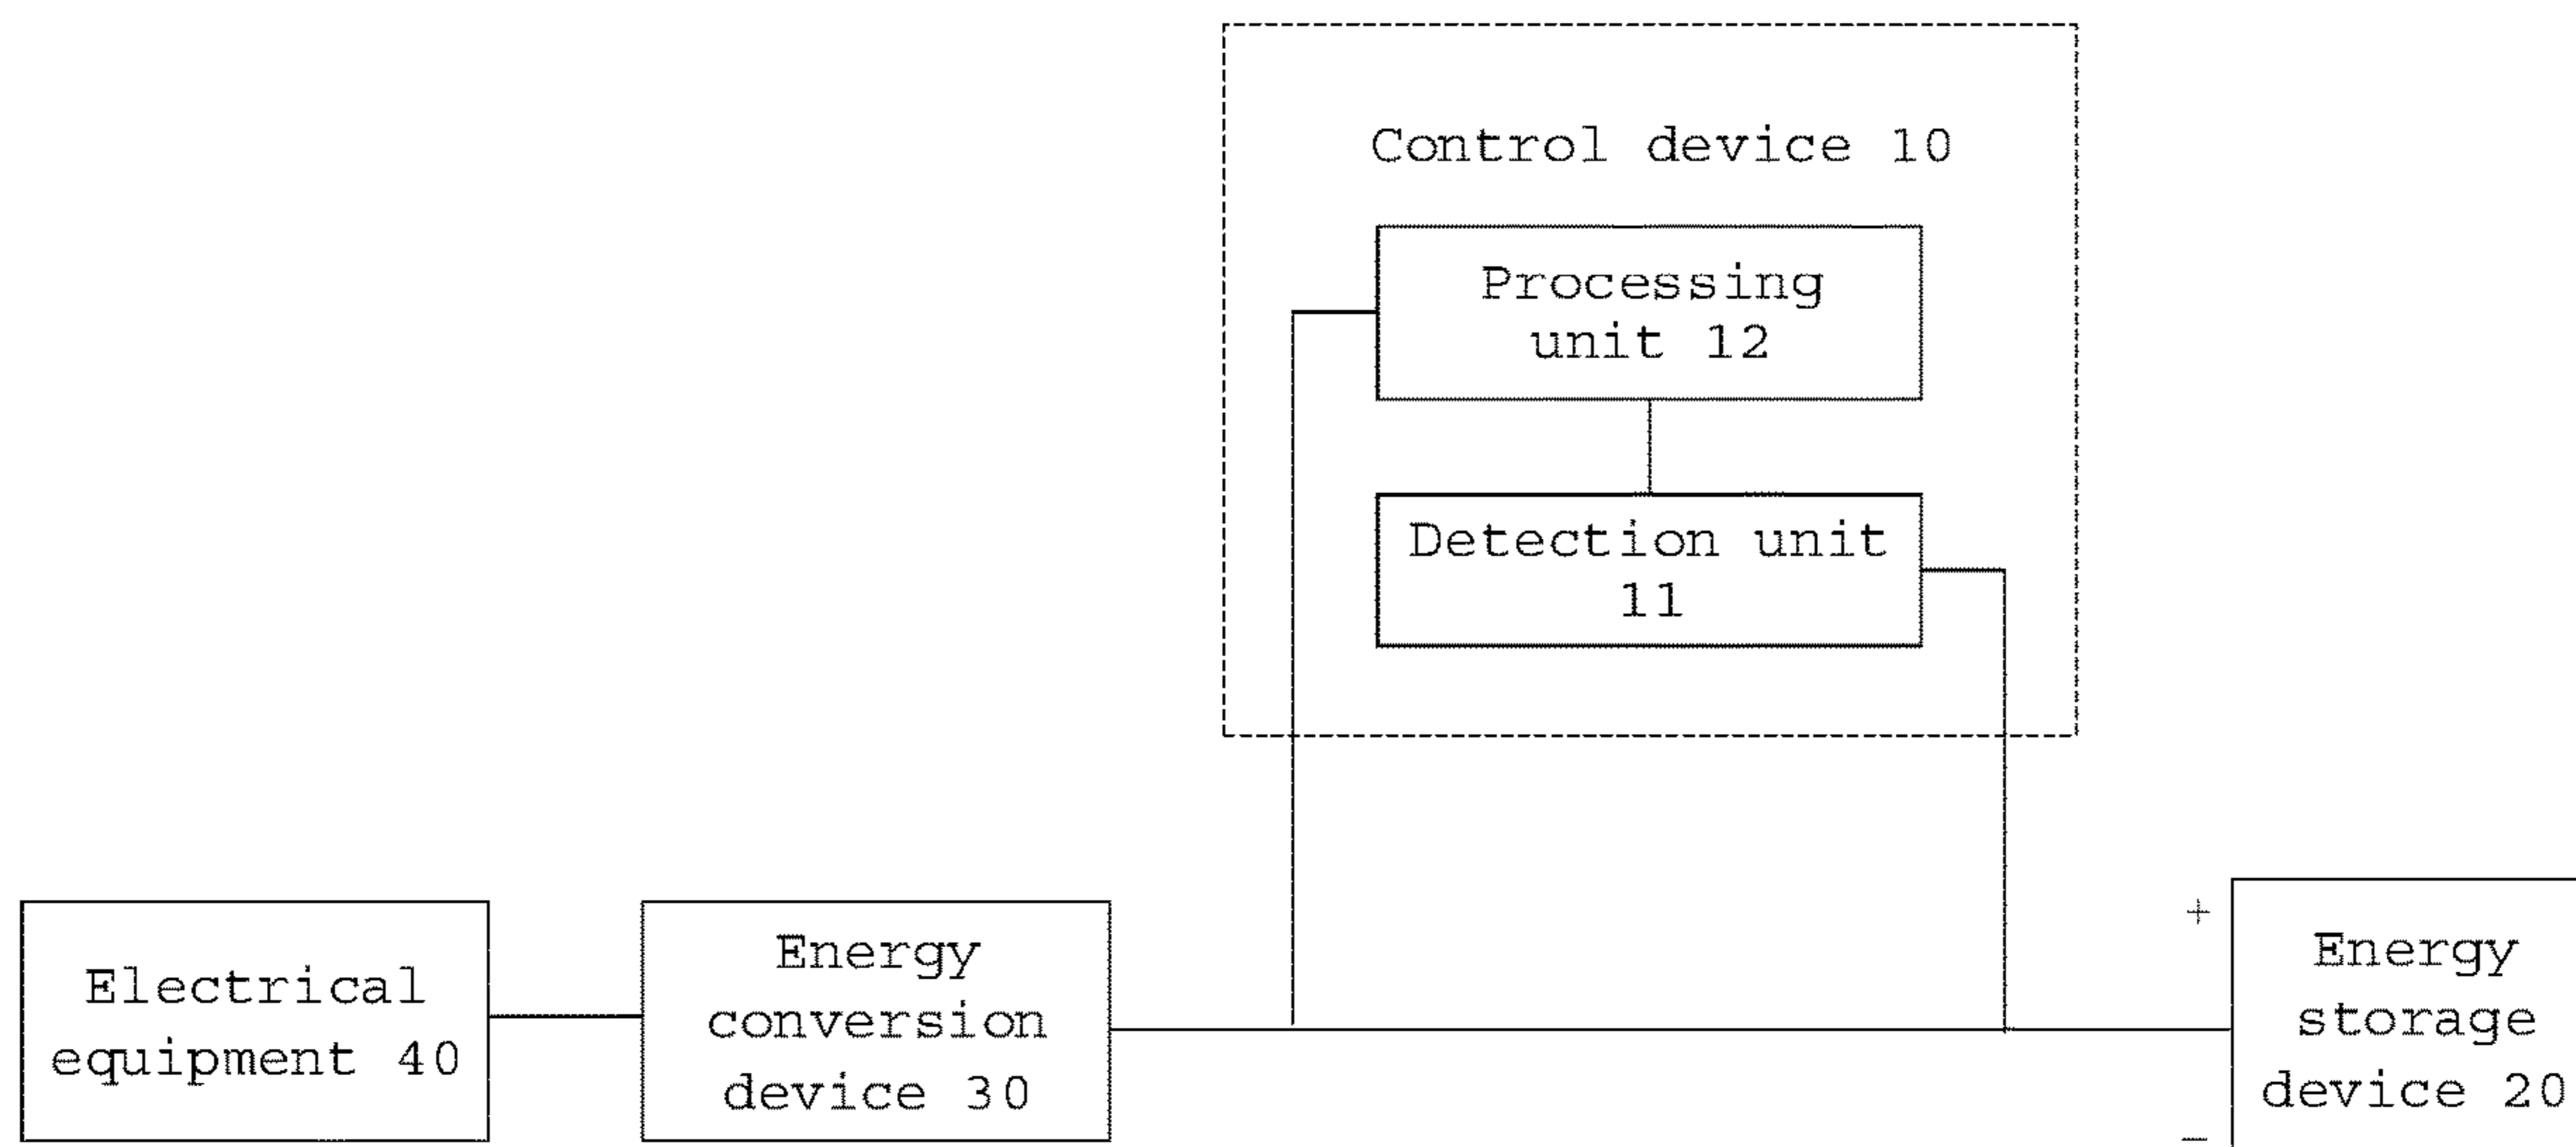 Control device 10
Processing
unit 12
Detection unit
11
Electrical
equipment 40
Energy
conversion
device 30
+
Energy
storage
device 20
−